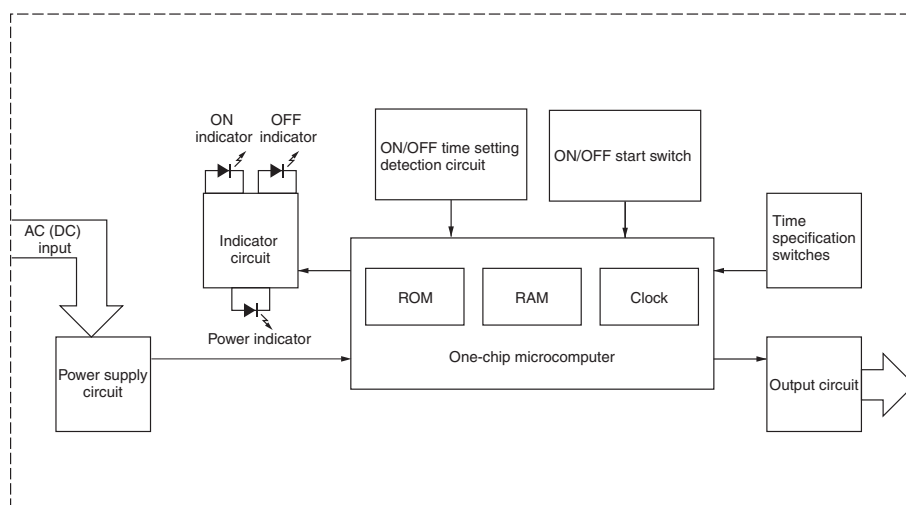 ON
indicator
OFF
indicator
ON/OFF time setting
detection circuit
ON/OFF start switch
AC (DC)
input
Indicator
circuit
Time
specification
switches
ROM
RAM
Clock
Power indicator
One-chip microcomputer
Power supply
circuit
Output circuit